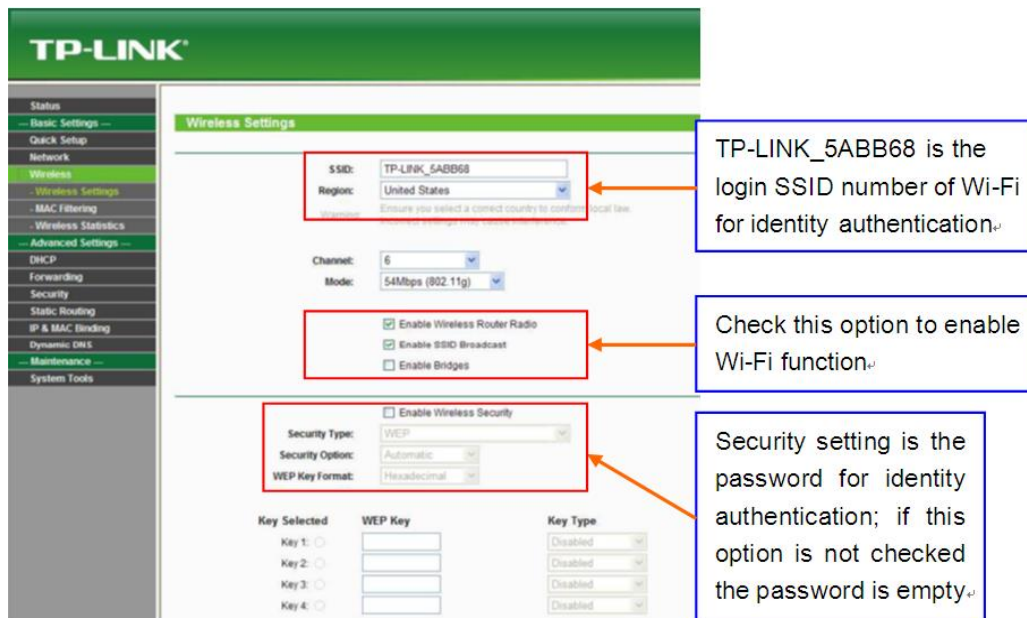 TP-LINK®
Status
— Basic Settings —
Quick Setup
Network
Wireless
- Wireless Settings
- MAC Filtering
- Wireless Statistics
— Advanced Settings —
DHCP
Forwarding
Security
Static Routing
IP & MAC Binding
Dynamic DNS
— Maintenance —
System Tools
Wireless Settings
SSID: TP-LINK_5ABB68
Region: United States
Warning: Ensure you select a correct country to conform local law.
Incorrect settings may cause interference.
Channel: 6
Mode: 54Mbps (802.11g)
Enable Wireless Router Radio
Enable SSID Broadcast
Enable Bridges
Enable Wireless Security
Security Type: WEP
Security Option: Automatic
WEP Key Format: Hexadecimal
Key Selected WEP Key Key Type
Key 1: Disabled
Key 2: Disabled
Key 3: Disabled
Key 4: Disabled
TP-LINK_5ABB68 is the
login SSID number of Wi-Fi
for identity authentication
Check this option to enable
Wi-Fi function
Security setting is the
password for identity
authentication; if this
option is not checked
the password is empty